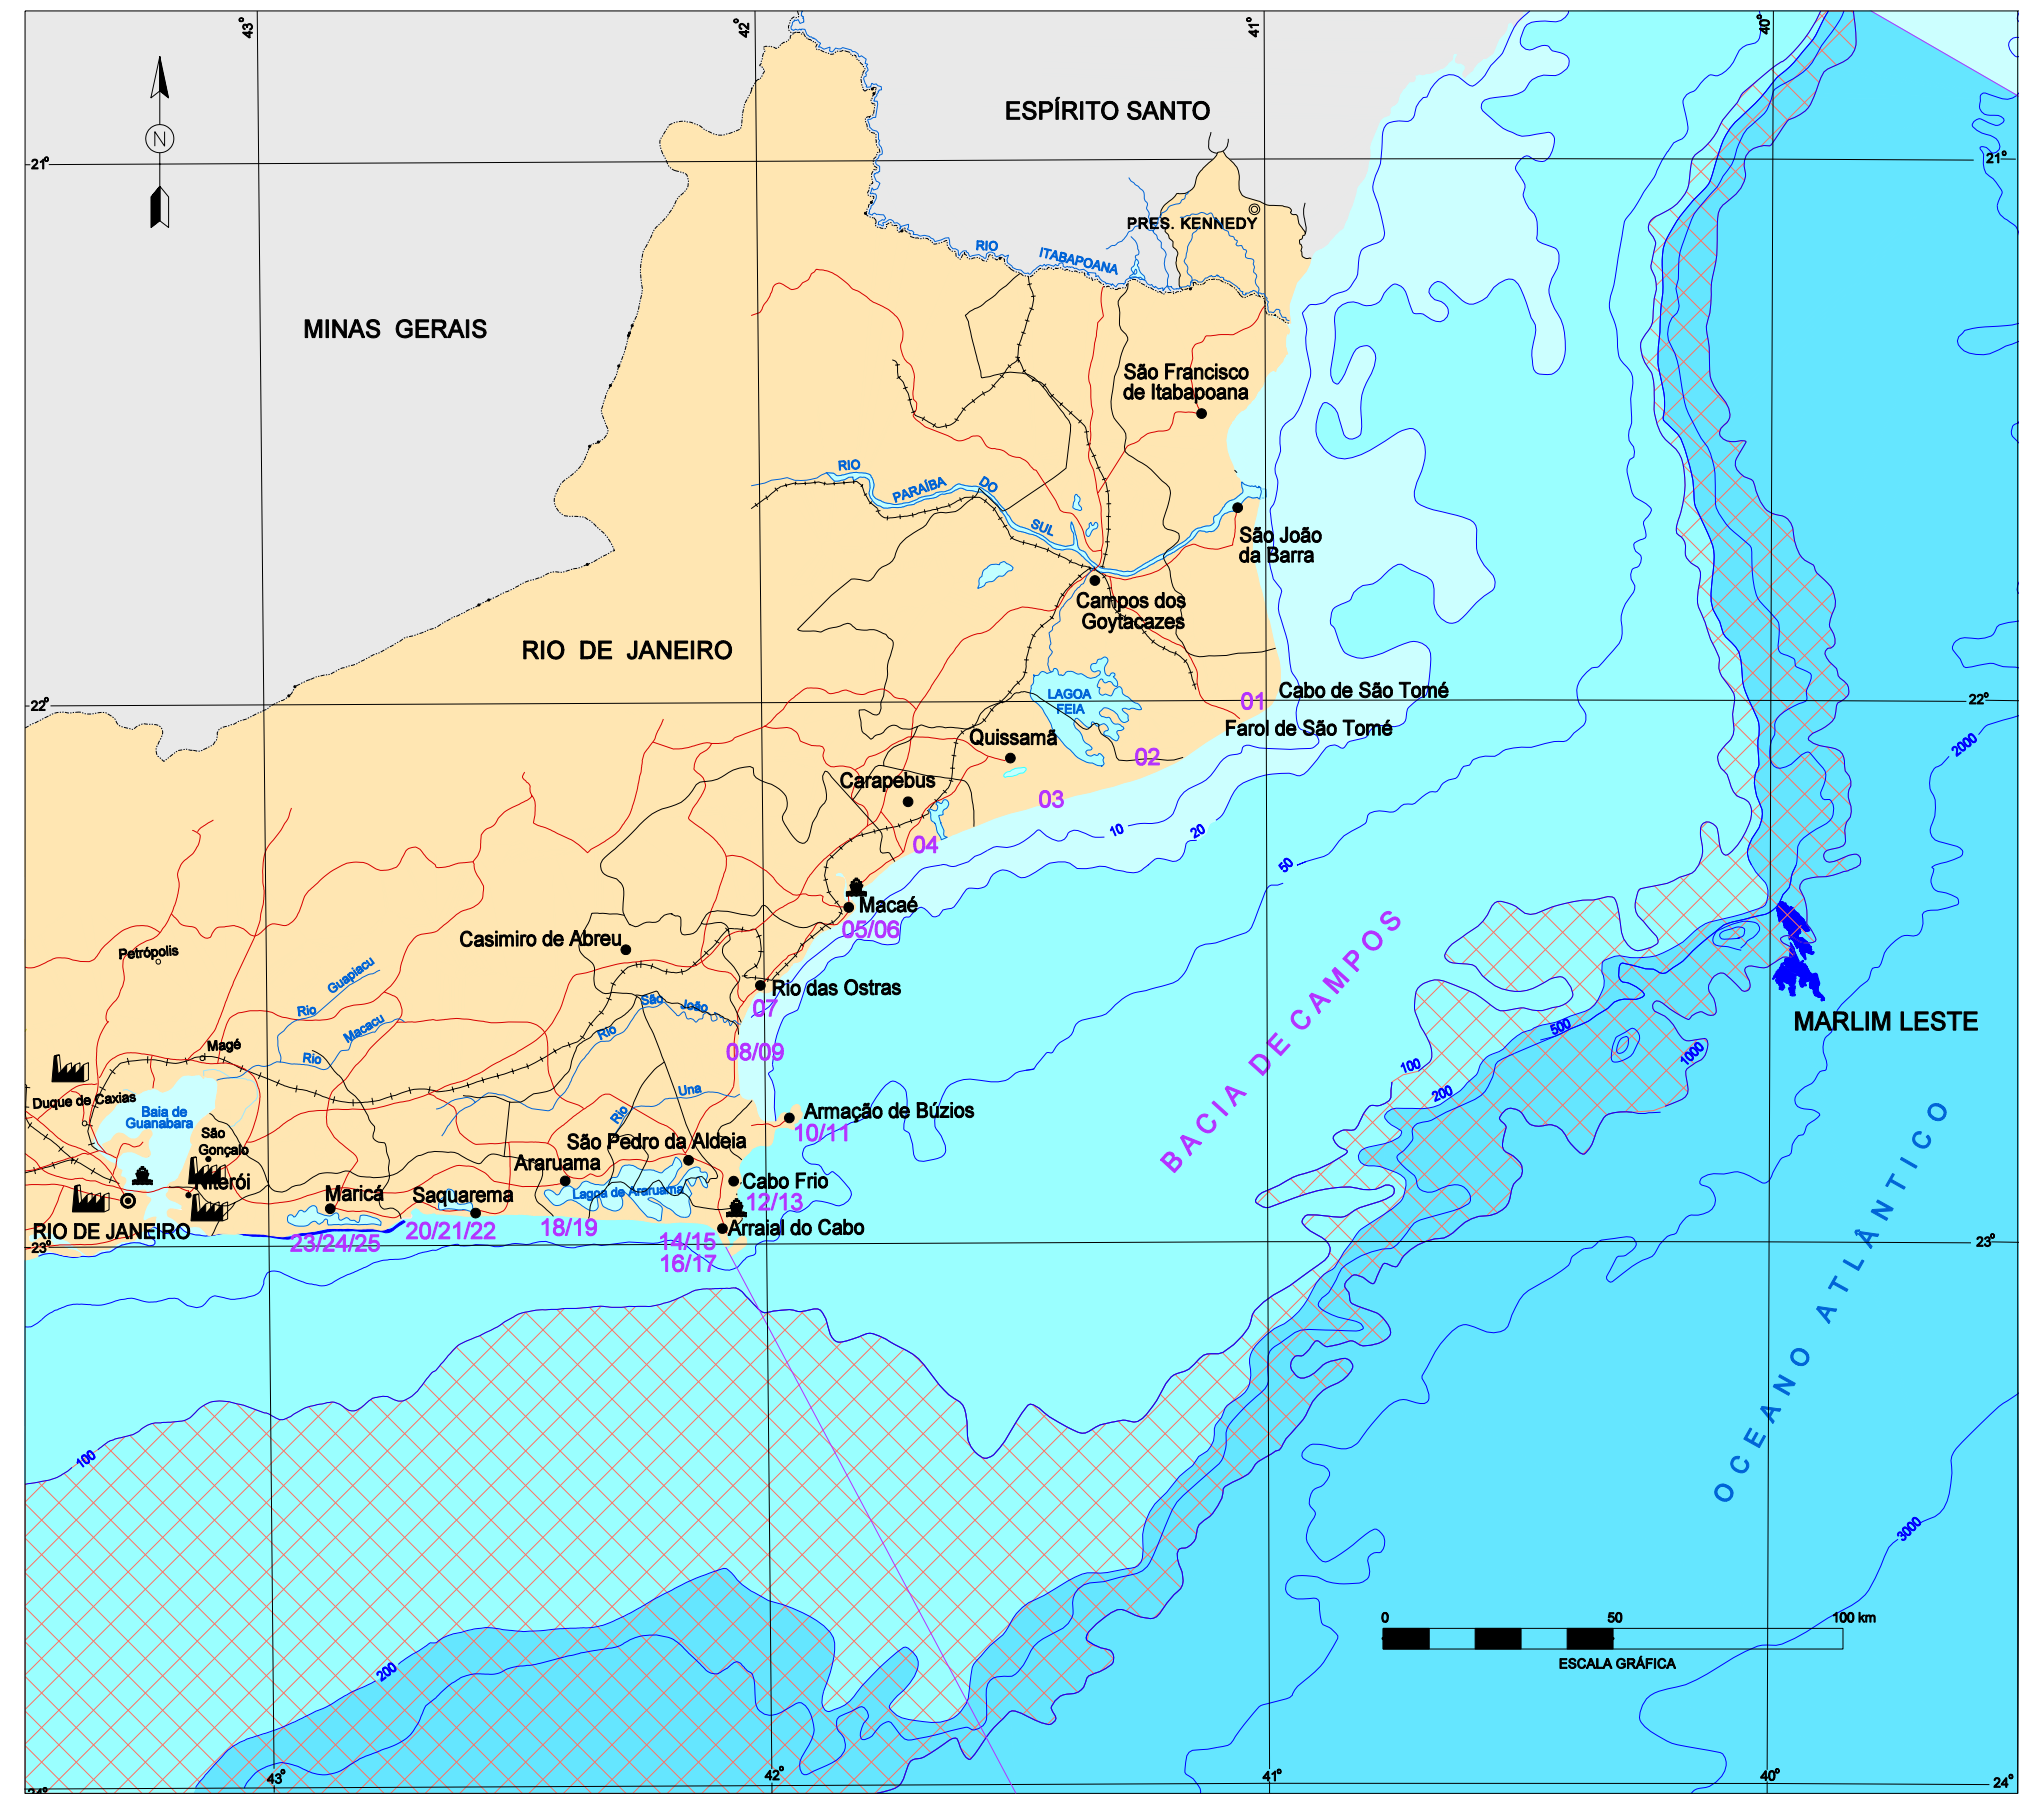 43°
42°
41°
40°
ESPÍRITO SANTO
N
21°
21°
PRES. KENNEDY
RIO
ITABAPOANA
MINAS GERAIS
São Francisco
de Itabapoana
RIO
PARAÍBA
DO
SUL
São João
da Barra
Campos dos
Goytacazes
RIO DE JANEIRO
LAGOA
FEIA
01
Cabo de São Tomé
22°
22°
Farol de São Tomé
Quissamã
02
2000
Carapebus
03
10
20
04
50
Macaé
05/06
BACIA DE CAMPOS
Casimiro de Abreu
Petrópolis
Rio
Guapiacu
Rio das Ostras
07
São
João
Rio
Macacu
Rio
Rio
MARLIM LESTE
500
Magé
08/09
1000
100
200
Duque de Caxias
Baia de
Guanabara
Rio
Una
Armação de Búzios
10/11
São
Gonçalo
São Pedro da Aldeia
Araruama
Niterói
Maricá
Saquarema
Lagoa de Araruama
Cabo Frio
12/13
RIO DE JANEIRO
23/24/25
20/21/22
18/19
14/15
16/17
Arraial do Cabo
23°
23°
OCEANO ATLÂNTICO
100
3000
200
0
50
100 km
ESCALA GRÁFICA
43°
42°
41°
40°
24°
24°